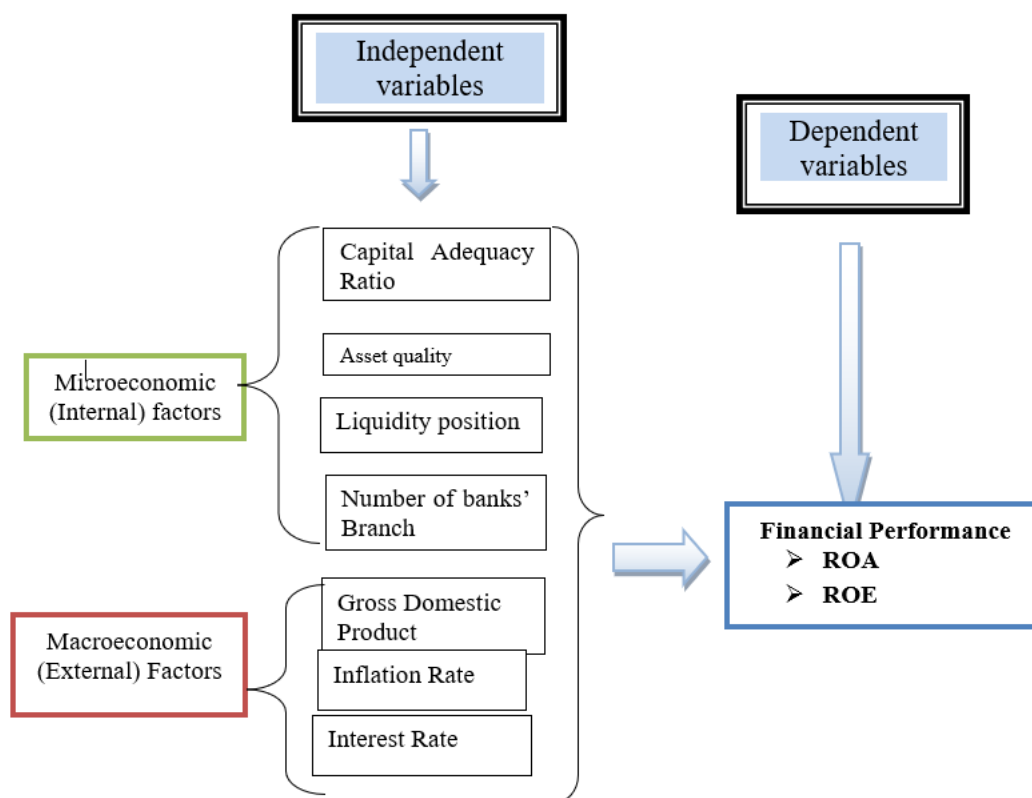 Independent
variables
Dependent
variables
Capital Adequacy
Ratio
Asset quality
Microeconomic
(Internal) factors
Liquidity position
Number of banks’
Branch
Financial Performance
➢ ROA
➢ ROE
Gross Domestic
Product
Macroeconomic
(External) Factors
Inflation Rate
Interest Rate